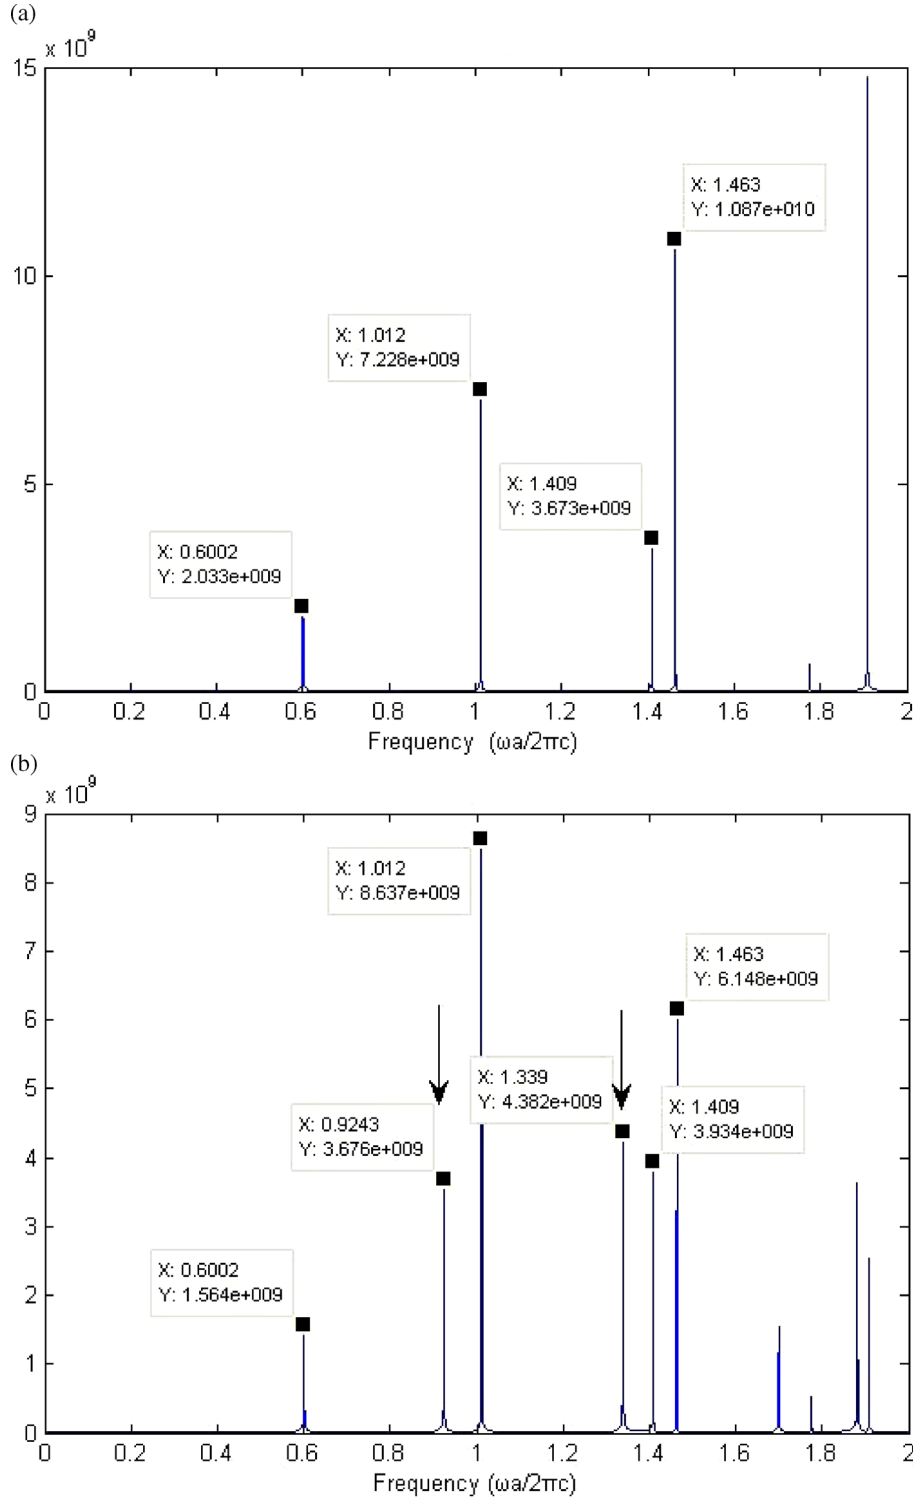 (a)
x 10^9
15
X: 1.463
Y: 1.087e+010
10
X: 1.012
Y: 7.228e+009
5
X: 1.409
Y: 3.673e+009
X: 0.6002
Y: 2.033e+009
0
0 0.2 0.4 0.6 0.8 1 1.2 1.4 1.6 1.8 2
Frequency (ωa/2πc)
(b)
x 10^9
9
X: 1.012
Y: 8.637e+009
8
7
X: 1.463
Y: 6.148e+009
6
5
X: 1.339
Y: 4.382e+009
X: 1.409
Y: 3.934e+009
X: 0.9243
Y: 3.676e+009
4
3
X: 0.6002
Y: 1.564e+009
2
1
0
0 0.2 0.4 0.6 0.8 1 1.2 1.4 1.6 1.8 2
Frequency (ωa/2πc)